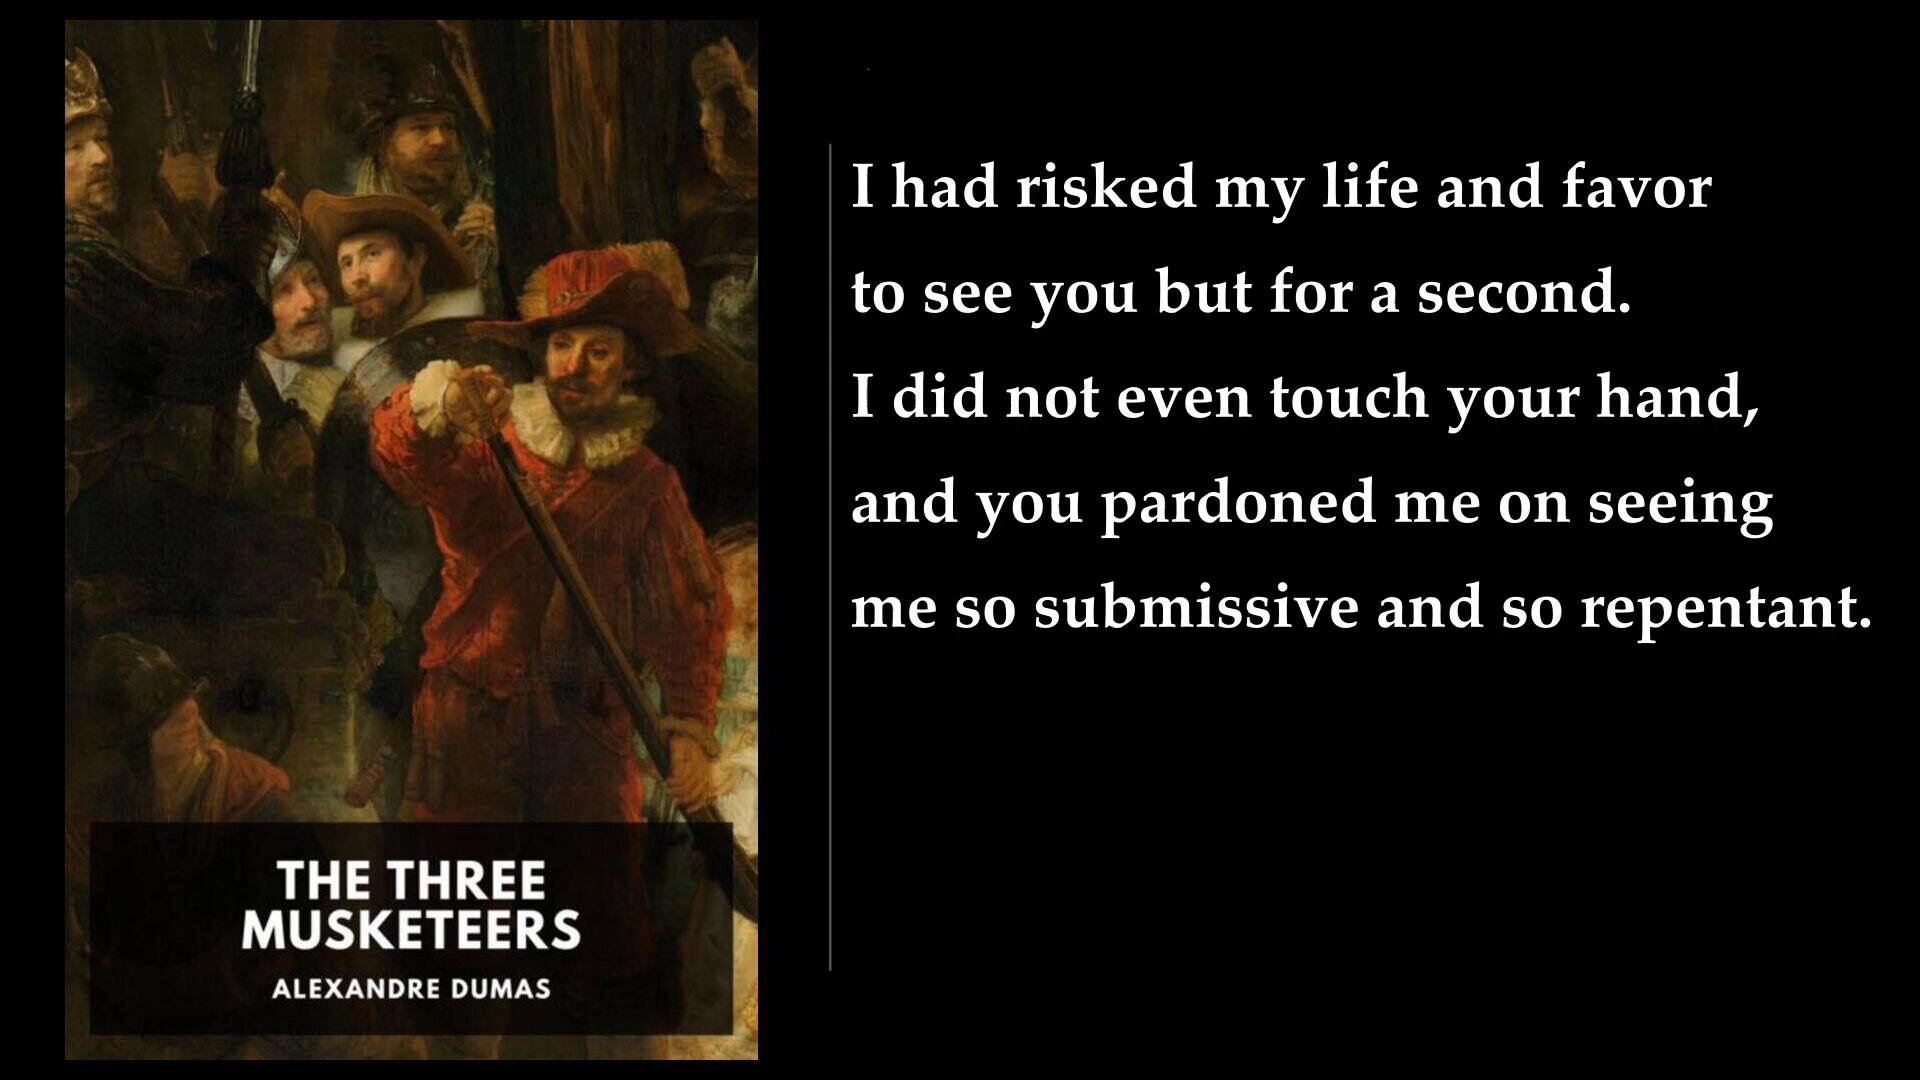 I had risked my life and favor
to see you but for a second.
I did not even touch your hand,
and you pardoned me on seeing
me so submissive and so repentant.
THE THREE
MUSKETEERS
ALEXANDRE DUMAS